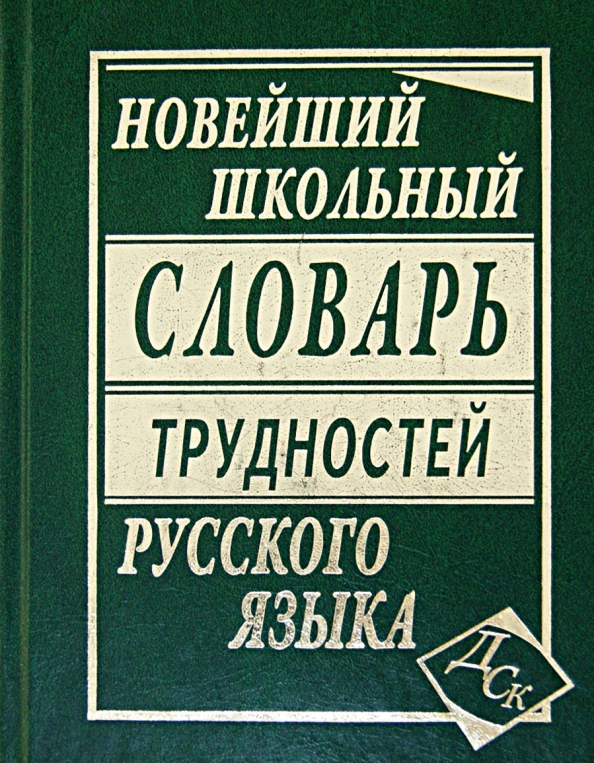 НОВЕЙШИЙ
ШКОЛЬНЫЙ
СЛОВАРЬ
ТРУДНОСТЕЙ
РУССКОГО
ЯЗЫКА
ДСК